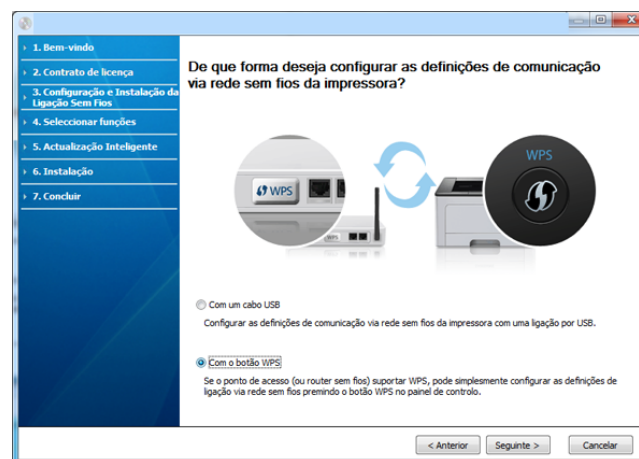 1. Bem-vindo
2. Contrato de licença
3. Configuração e Instalação da
Ligação Sem Fios
4. Seleccionar funções
5. Actualização Inteligente
6. Instalação
7. Concluir
De que forma deseja configurar as definições de comunicação
via rede sem fios da impressora?
WPS
WPS
WPS
Com um cabo USB
Configurar as definições de comunicação via rede sem fios da impressora com uma ligação por USB.
Com o botão WPS
Se o ponto de acesso (ou router sem fios) suportar WPS, pode simplesmente configurar as definições de
ligação via rede sem fios premindo o botão WPS no painel de controlo.
< Anterior
Seguinte >
Cancelar